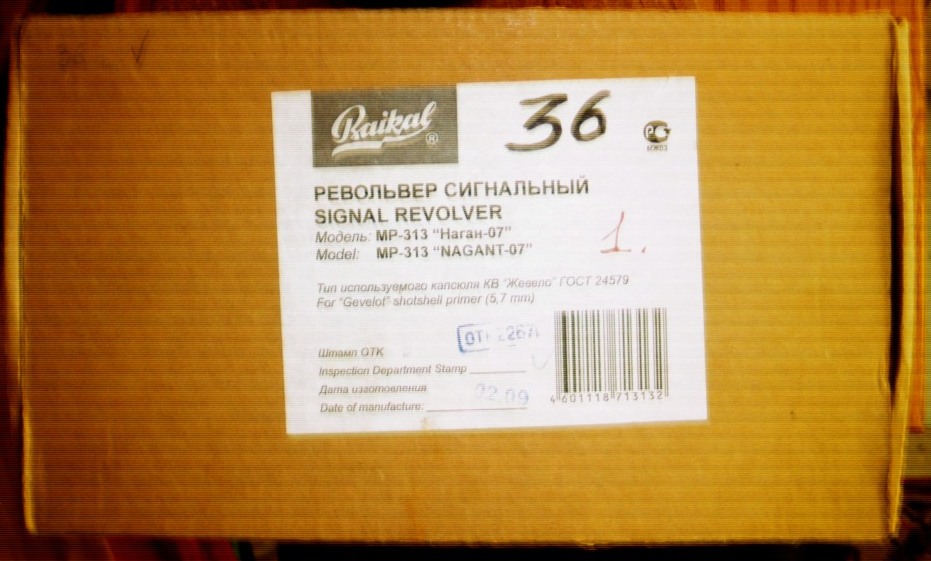 Baikal ®
36
РЕВОЛЬВЕР СИГНАЛЬНЫЙ
SIGNAL REVOLVER
Модель: МР-313 "Наган-07"
Model: MP-313 "NAGANT-07"
1.
Тип используемого капсюля КВ "Жевело" ГОСТ 24579
For "Gevelot" shotshell primer (5,7 mm)
Штамп ОТК
Inspection Department Stamp
Дата изготовления
02.09
Date of manufacture:
4 601118 713132